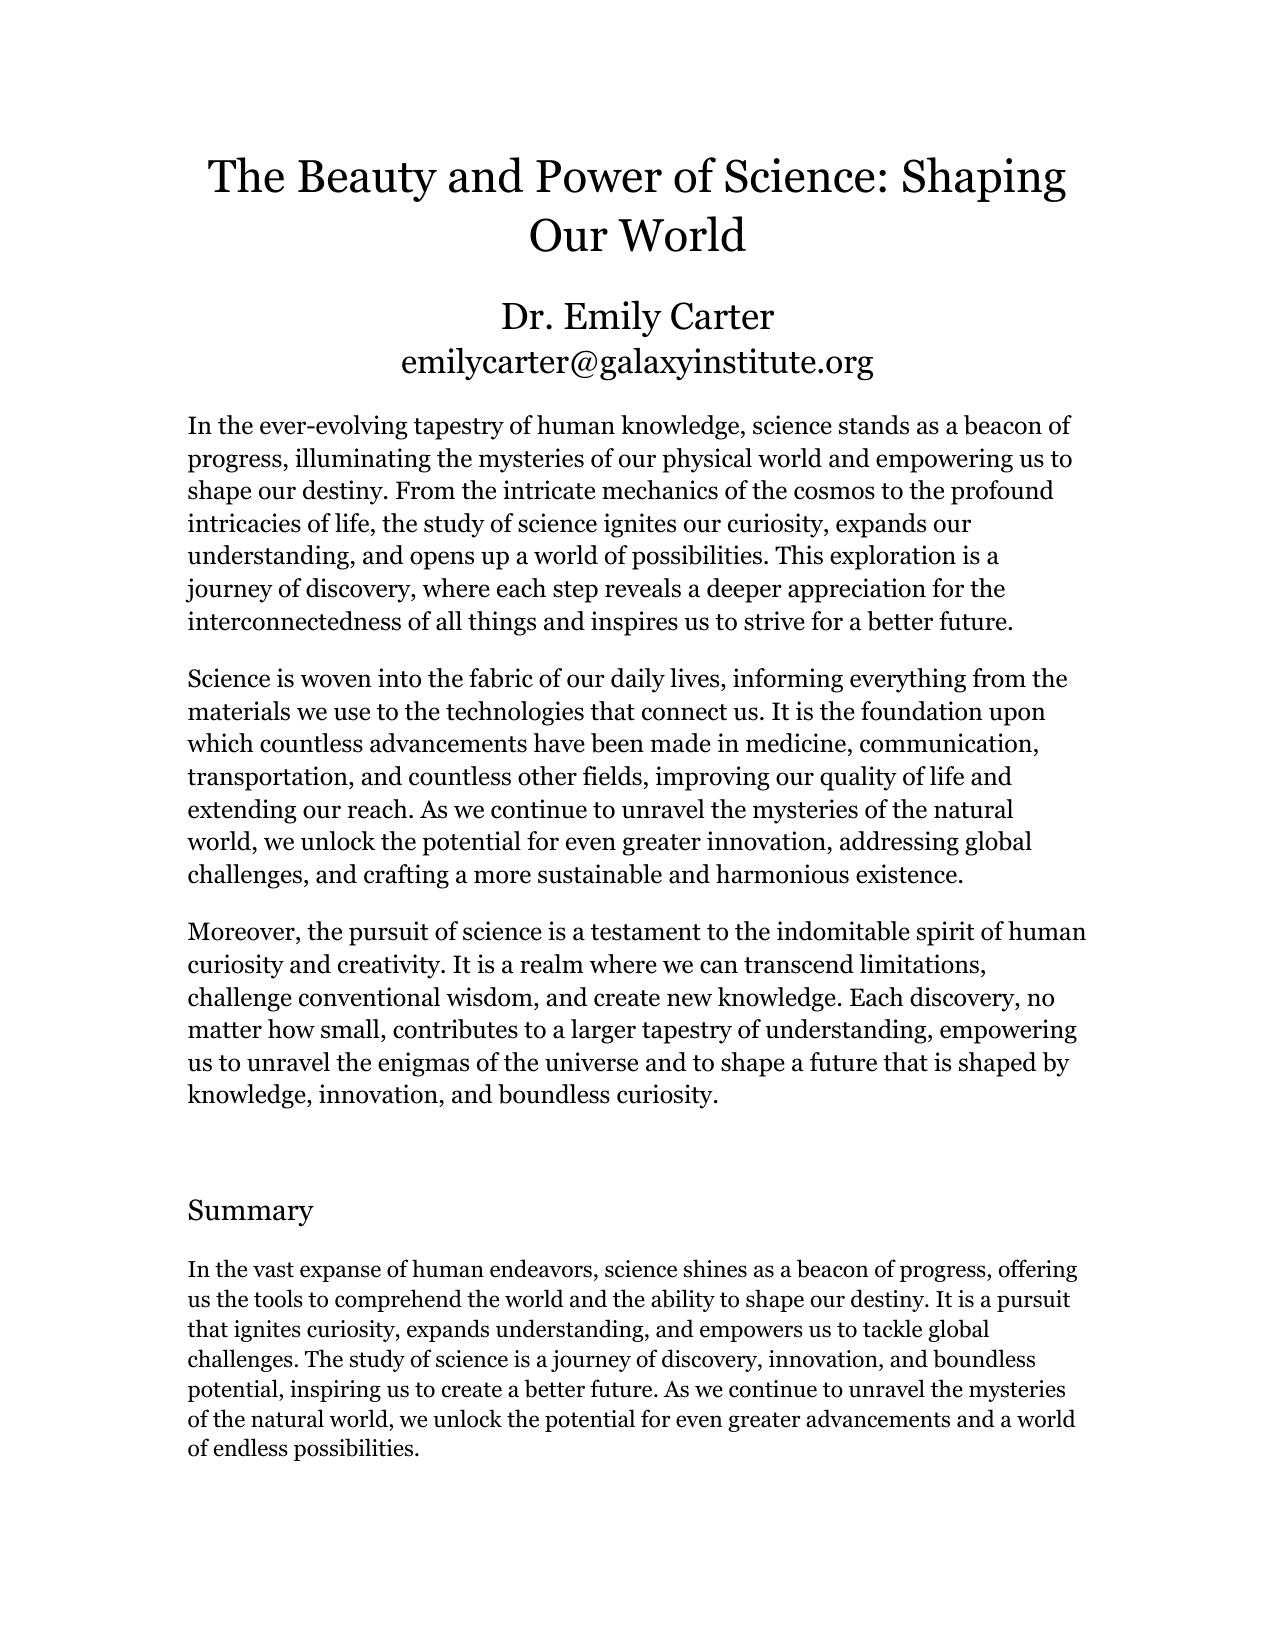 The Beauty and Power of Science: Shaping
Our World
Dr. Emily Carter
emilycarter@galaxyinstitute.org
In the ever-evolving tapestry of human knowledge, science stands as a beacon of
progress, illuminating the mysteries of our physical world and empowering us to
shape our destiny. From the intricate mechanics of the cosmos to the profound
intricacies of life, the study of science ignites our curiosity, expands our
understanding, and opens up a world of possibilities. This exploration is a
journey of discovery, where each step reveals a deeper appreciation for the
interconnectedness of all things and inspires us to strive for a better future.
Science is woven into the fabric of our daily lives, informing everything from the
materials we use to the technologies that connect us. It is the foundation upon
which countless advancements have been made in medicine, communication,
transportation, and countless other fields, improving our quality of life and
extending our reach. As we continue to unravel the mysteries of the natural
world, we unlock the potential for even greater innovation, addressing global
challenges, and crafting a more sustainable and harmonious existence.
Moreover, the pursuit of science is a testament to the indomitable spirit of human
curiosity and creativity. It is a realm where we can transcend limitations,
challenge conventional wisdom, and create new knowledge. Each discovery, no
matter how small, contributes to a larger tapestry of understanding, empowering
us to unravel the enigmas of the universe and to shape a future that is shaped by
knowledge, innovation, and boundless curiosity.
Summary
In the vast expanse of human endeavors, science shines as a beacon of progress, offering
us the tools to comprehend the world and the ability to shape our destiny. It is a pursuit
that ignites curiosity, expands understanding, and empowers us to tackle global
challenges. The study of science is a journey of discovery, innovation, and boundless
potential, inspiring us to create a better future. As we continue to unravel the mysteries
of the natural world, we unlock the potential for even greater advancements and a world
of endless possibilities.